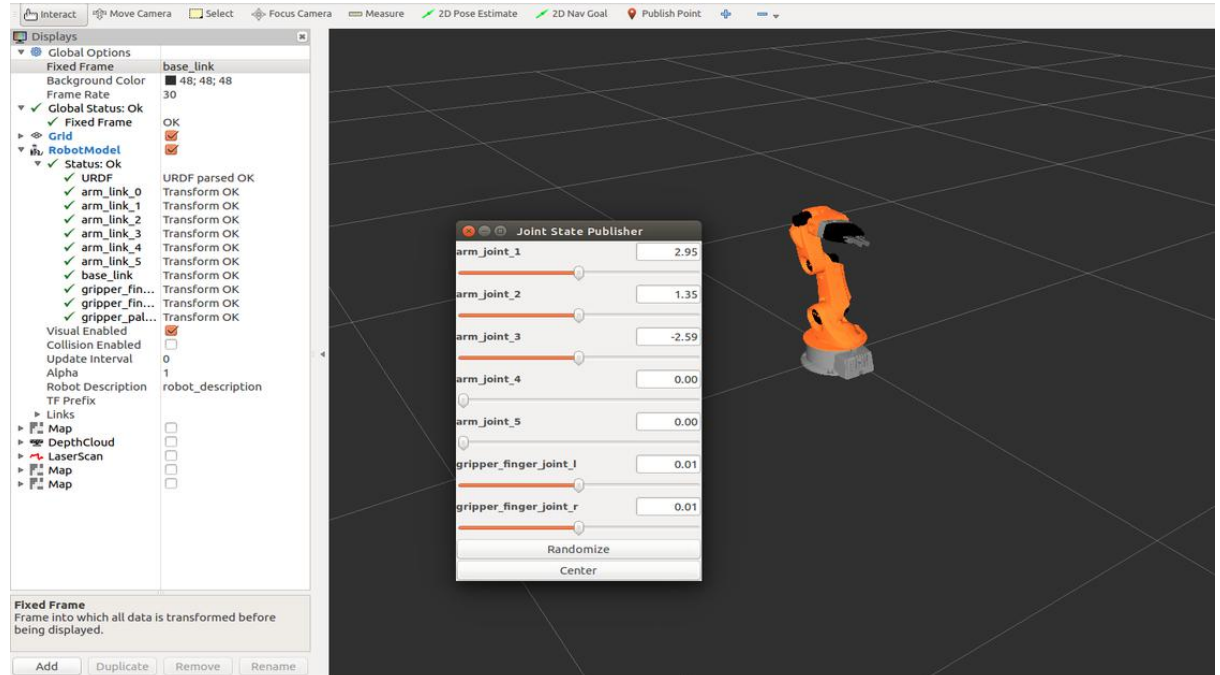 Interact Move Camera Select Focus Camera Measure 2D Pose Estimate 2D Nav Goal Publish Point
Displays
Global Options
Fixed Frame base_link
Background Color 48; 48; 48
Frame Rate 30
Global Status: Ok
Fixed Frame OK
Grid
RobotModel
Status: Ok
URDF URDF parsed OK
arm_link_0 Transform OK
arm_link_1 Transform OK
arm_link_2 Transform OK
arm_link_3 Transform OK
arm_link_4 Transform OK
arm_link_5 Transform OK
base_link Transform OK
gripper_fin... Transform OK
gripper_fin... Transform OK
gripper_pal... Transform OK
Visual Enabled
Collision Enabled
Update Interval 0
Alpha 1
Robot Description robot_description
TF Prefix
Links
Map
DepthCloud
LaserScan
Map
Map
Fixed Frame
Frame into which all data is transformed before
being displayed.
Add Duplicate Remove Rename
Joint State Publisher
arm_joint_1 2.95
arm_joint_2 1.35
arm_joint_3 -2.59
arm_joint_4 0.00
arm_joint_5 0.00
gripper_finger_joint_l 0.01
gripper_finger_joint_r 0.01
Randomize
Center